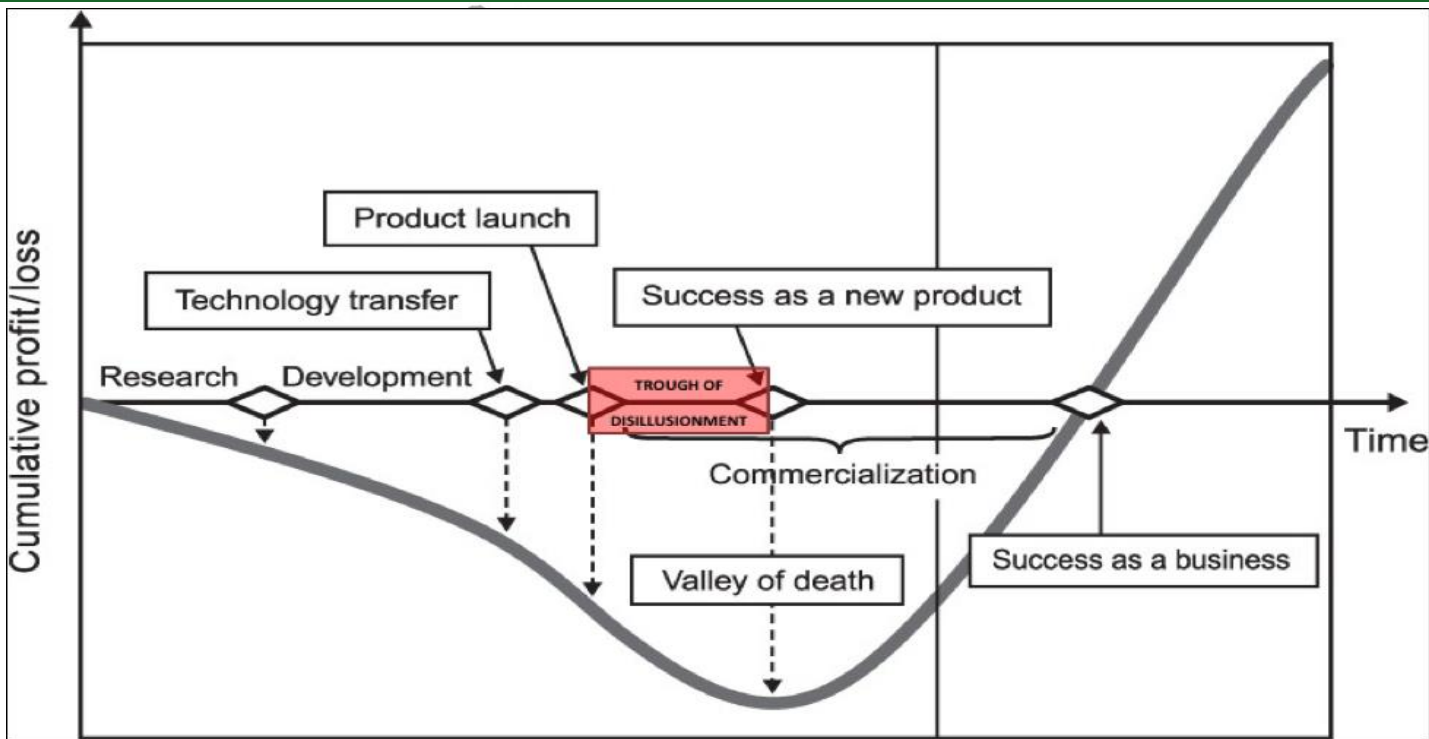 Cumulative profit/loss
Product launch
Technology transfer
Success as a new product
Research
Development
TROUGH OF
DISILLUSIONMENT
Time
Commercialization
Success as a business
Valley of death